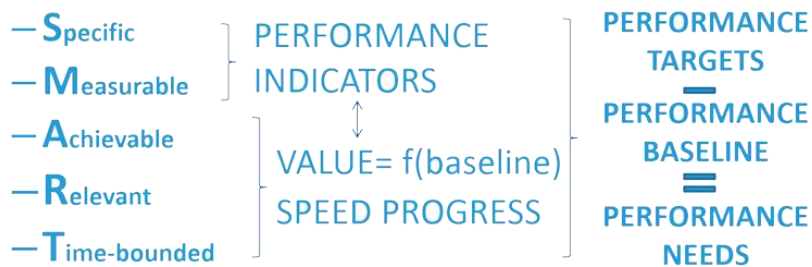 – Specific
– Measurable
– Achievable
– Relevant
– Time-bounded
PERFORMANCE
INDICATORS
VALUE= f(baseline)
SPEED PROGRESS
PERFORMANCE
TARGETS
–
PERFORMANCE
BASELINE
=
PERFORMANCE
NEEDS